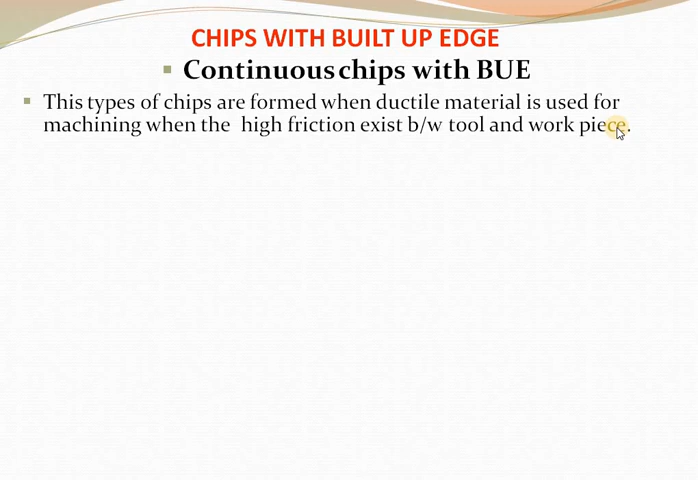 CHIPS WITH BUILT UP EDGE
Continuous chips with BUE
This types of chips are formed when ductile material is used for
machining when the high friction exist b/w tool and work piece.